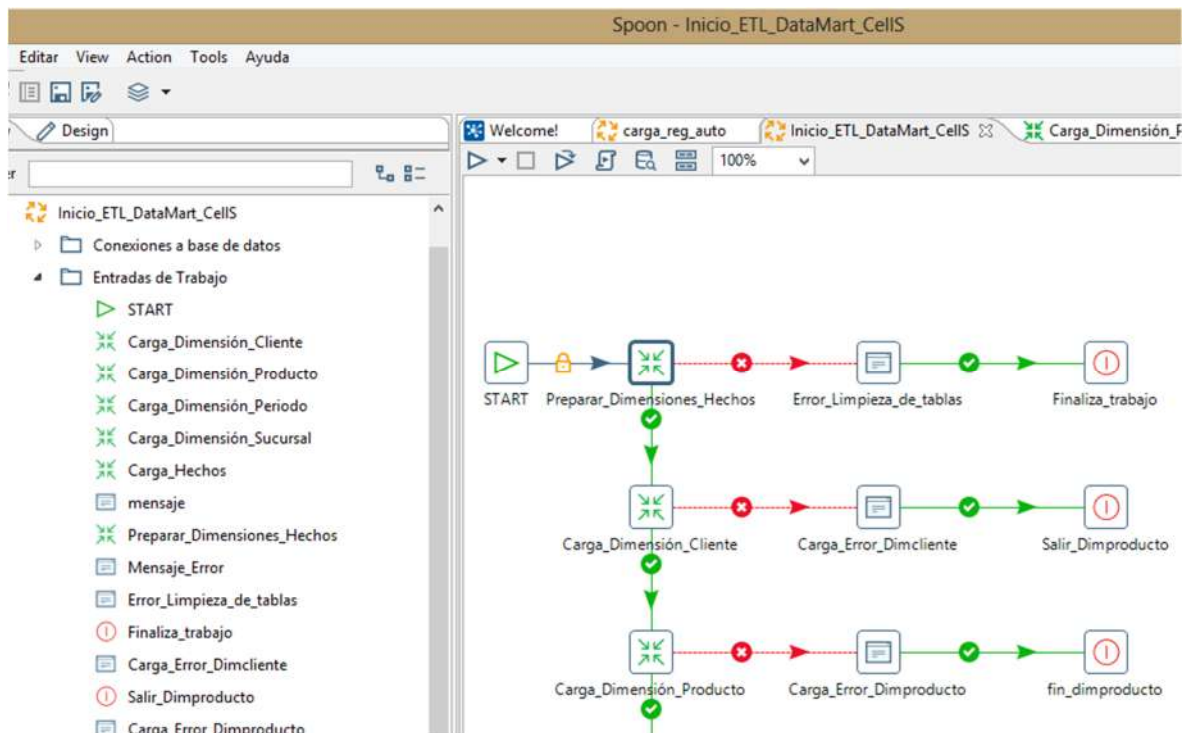 Spoon - Inicio_ETL_DataMart_CellS
Editar View Action Tools Ayuda
Design
Welcome! carga_reg_auto Inicio_ETL_DataMart_CellS Carga_Dimensión_P
100%
Inicio_ETL_DataMart_CellS
Conexiones a base de datos
Entradas de Trabajo
START
Carga_Dimensión_Cliente
Carga_Dimensión_Producto
Carga_Dimensión_Periodo
Carga_Dimensión_Sucursal
Carga_Hechos
mensaje
Preparar_Dimensiones_Hechos
Mensaje_Error
Error_Limpieza_de_tablas
Finaliza_trabajo
Carga_Error_Dimcliente
Salir_Dimproducto
Carga_Error_Dimproducto
START Preparar_Dimensiones_Hechos Error_Limpieza_de_tablas Finaliza_trabajo
Carga_Dimensión_Cliente Carga_Error_Dimcliente Salir_Dimproducto
Carga_Dimensión_Producto Carga_Error_Dimproducto fin_dimproducto